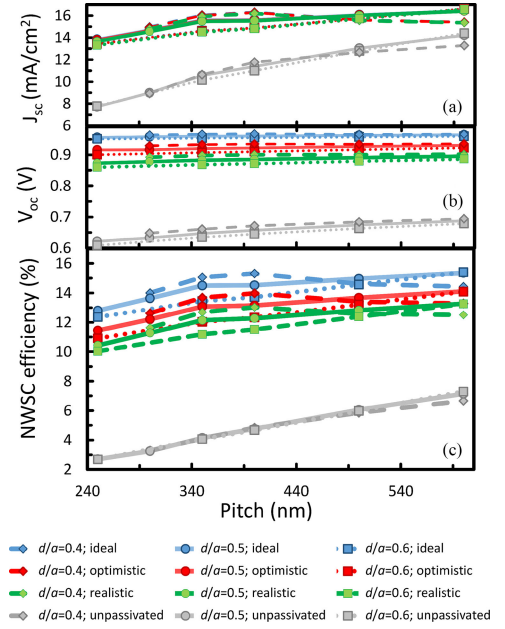 J_sc (mA/cm²)
16
14
12
10
8
6
(a)
V_oc (V)
0.9
0.8
0.7
0.6
(b)
NWSC efficiency (%)
16
14
12
10
8
6
4
2
(c)
240 340 440 540
Pitch (nm)
d/a=0.4; ideal d/a=0.5; ideal d/a=0.6; ideal
d/a=0.4; optimistic d/a=0.5; optimistic d/a=0.6; optimistic
d/a=0.4; realistic d/a=0.5; realistic d/a=0.6; realistic
d/a=0.4; unpassivated d/a=0.5; unpassivated d/a=0.6; unpassivated